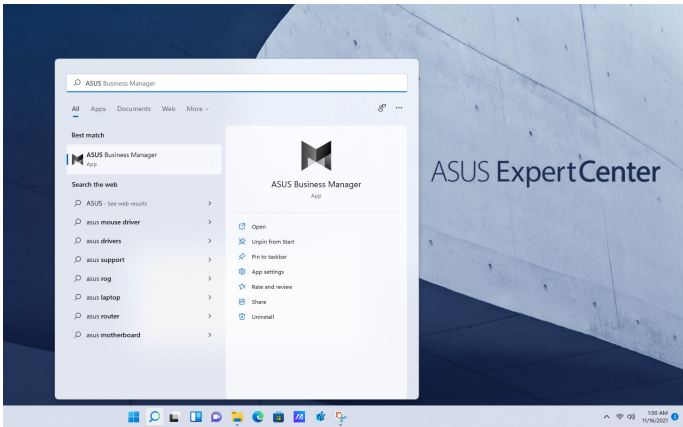 ASUS Business Manager
All Apps Documents Web More
Best match
ASUS Business Manager
App
Search the web
ASUS - See web results
asus mouse driver
asus drivers
asus support
asus rog
asus laptop
asus router
asus motherboard
ASUS Business Manager
App
Open
Unpin from Start
Pin to taskbar
App settings
Rate and review
Share
Uninstall
ASUS ExpertCenter
1:00 AM
11/16/2021
3